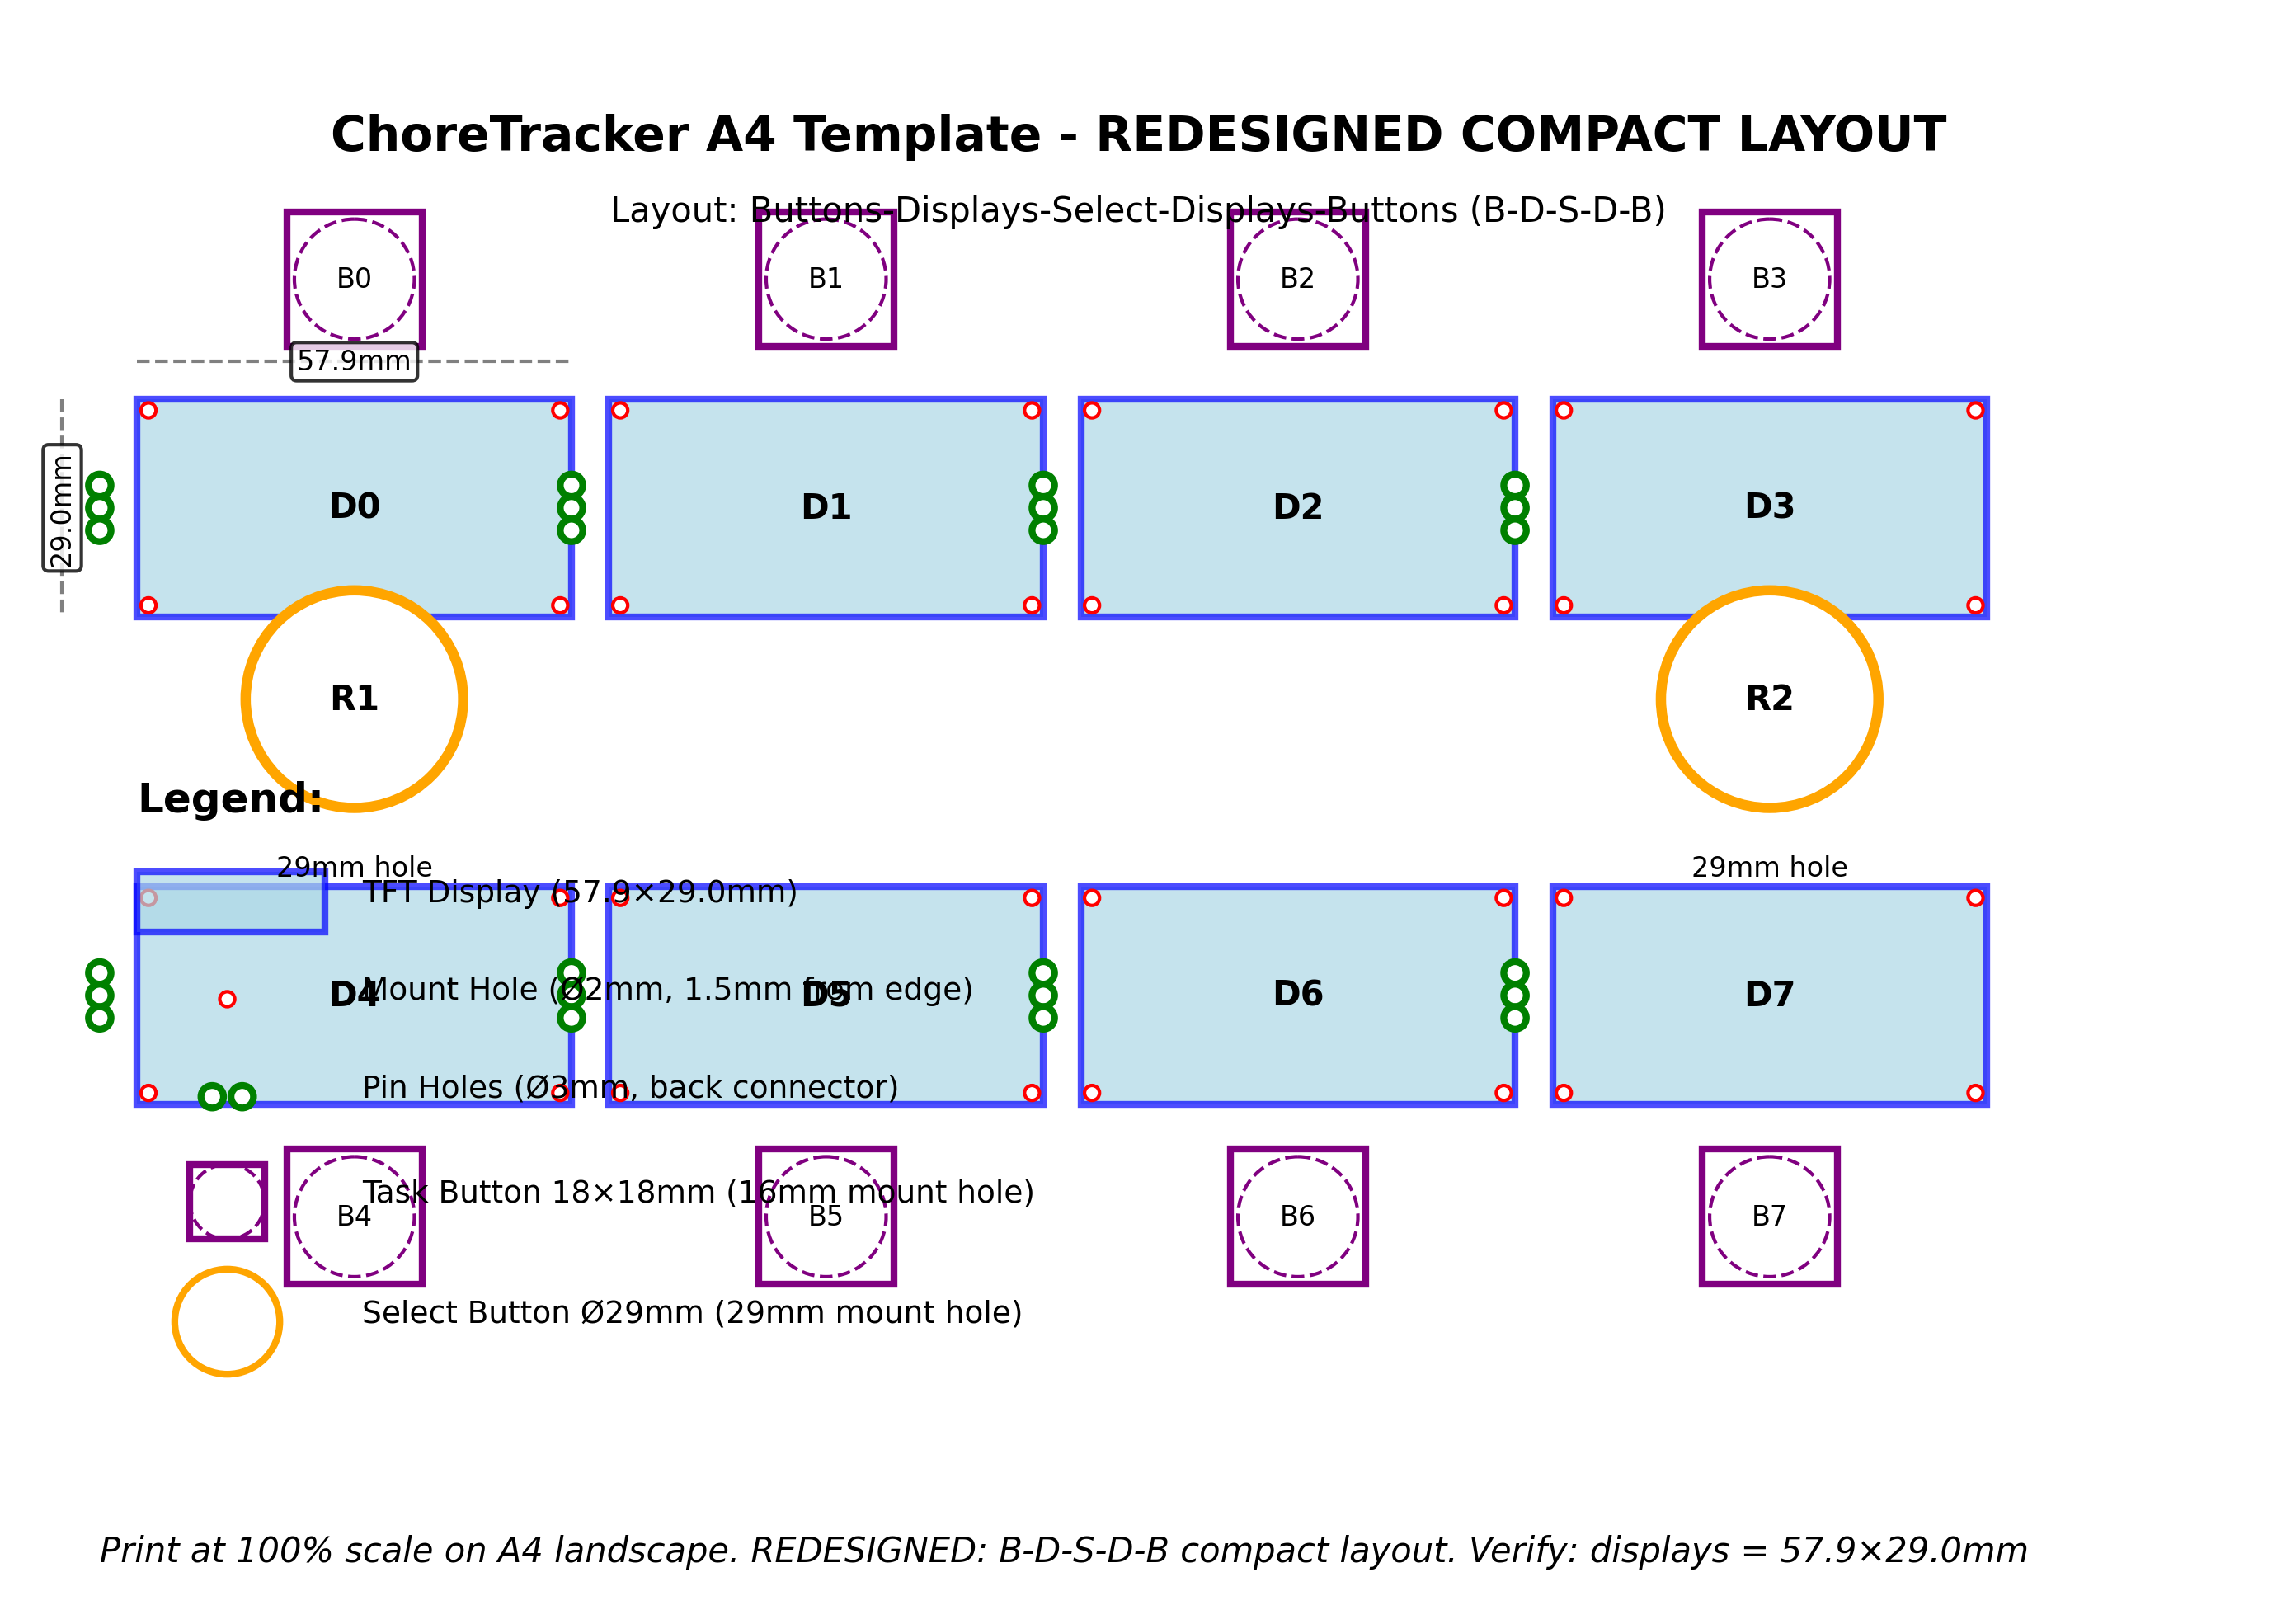 ChoreTracker A4 Template - REDESIGNED COMPACT LAYOUT
Layout: Buttons-Displays-Select-Displays-Buttons (B-D-S-D-B)
B0
B1
B2
B3
57.9mm
29.0mm
D0
D1
D2
D3
R1
R2
Legend:
29mm hole
29mm hole
TFT Display (57.9×29.0mm)
D4
Mount Hole (Ø2mm, 1.5mm from edge)
D5
D6
D7
Pin Holes (Ø3mm, back connector)
Task Button 18×18mm (16mm mount hole)
B4
B5
B6
B7
Select Button Ø29mm (29mm mount hole)
Print at 100% scale on A4 landscape. REDESIGNED: B-D-S-D-B compact layout. Verify: displays = 57.9×29.0mm